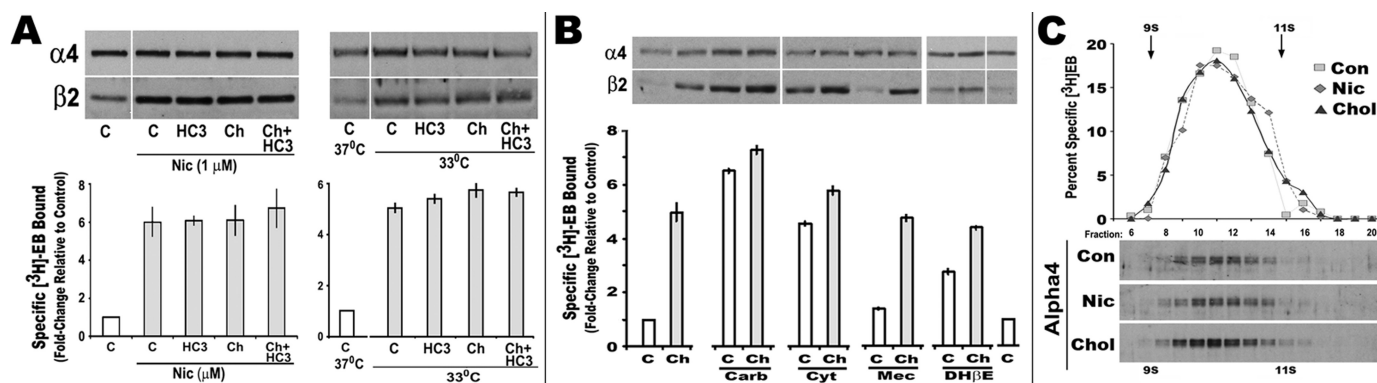 A
α4
β2
C C HC3 Ch Ch+
HC3
Nic (1 µM)
C C HC3 Ch Ch+
HC3
37⁰C 33⁰C
Specific [³H]-EB Bound
(Fold-Change Relative to Control)
8
6
4
2
0
C C HC3 Ch Ch+
HC3
Nic (µM)
6
4
2
0
C C HC3 Ch Ch+
HC3
37⁰C
33⁰C
B
α4
β2
Specific [³H]-EB Bound
(Fold-Change Relative to Control)
8
6
4
2
0
C Ch C Ch C Ch C Ch C Ch C
Carb Cyt Mec DHβE
C
9S 11S
Percent Specific [³H]EB
20
15
10
5
0
Con
Nic
Chol
Fraction: 6 8 10 12 14 16 18 20
Alpha4
Con
Nic
Chol
9S 11S